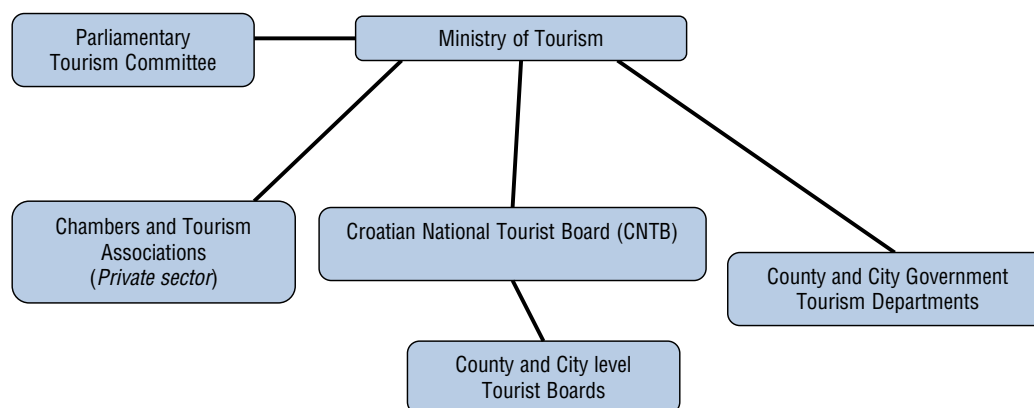 Parliamentary
Tourism Committee
Ministry of Tourism
Chambers and Tourism
Associations
(Private sector)
Croatian National Tourist Board (CNTB)
County and City Government
Tourism Departments
County and City level
Tourist Boards